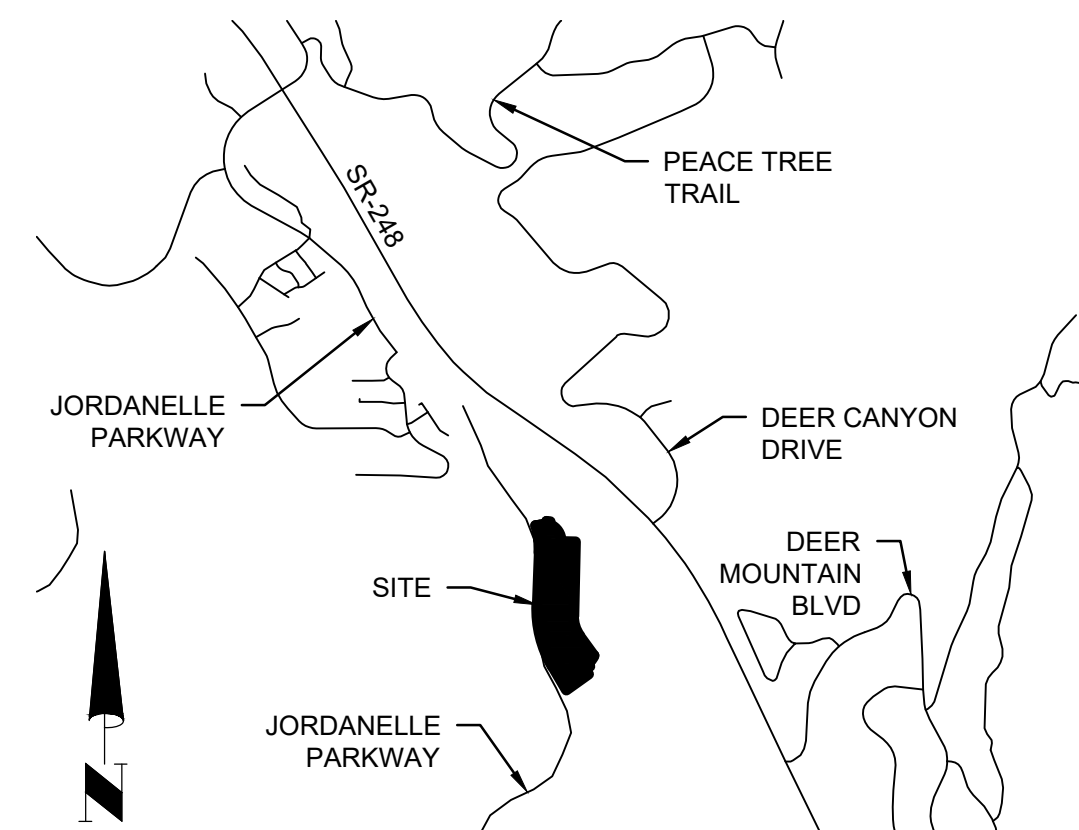 PEACE TREE
TRAIL
SR-248
JORDANELLE
PARKWAY
DEER CANYON
DRIVE
DEER
MOUNTAIN
BLVD
SITE
JORDANELLE
PARKWAY
N